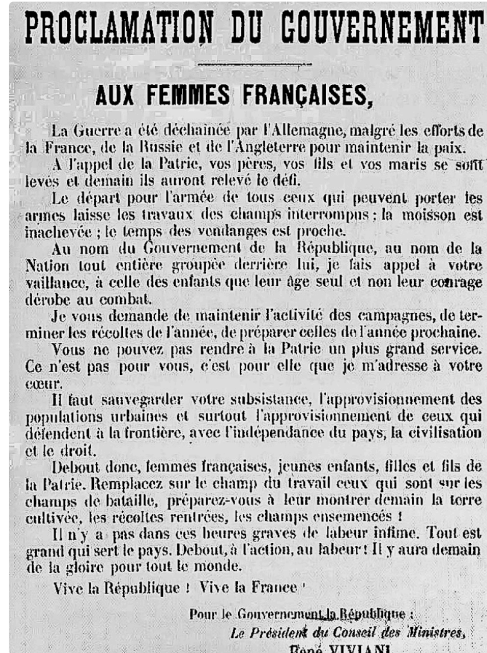 PROCLAMATION DU GOUVERNEMENT
AUX FEMMES FRANÇAISES,
La Guerre a été déchainée par l'Allemagne, malgré les efforts de
la France, de la Russie et de l'Angleterre pour maintenir la paix.
A l'appel de la Patrie, vos pères, vos fils et vos maris se sont
levés et demain ils auront relevé le défi.
Le départ pour l'armée de tous ceux qui peuvent porter les
armes laisse les travaux des champs interrompus ; la moisson est
inachevée ; le temps des vendanges est proche.
Au nom du Gouvernement de la République, au nom de la
Nation tout entière groupée derrière lui, je fais appel à votre
vaillance, à celle des enfants que leur âge seul et non leur courage
dérobe au combat.
Je vous demande de maintenir l'activité des campagnes, de ter-
miner les récoltes de l'année, de préparer celles de l'année prochaine.
Vous ne pouvez pas rendre à la Patrie un plus grand service.
Ce n'est pas pour vous, c'est pour elle que je m'adresse à votre
cœur.
Il faut sauvegarder votre subsistance, l'approvisionnement des
populations urbaines et surtout l'approvisionnement de ceux qui
défendent à la frontière, avec l'indépendance du pays, la civilisation
et le droit.
Debout donc, femmes françaises, jeunes enfants, filles et fils de
la Patrie. Remplacez sur le champ du travail ceux qui sont sur les
champs de bataille, préparez-vous à leur montrer demain la terre
cultivée, les récoltes rentrées, les champs ensemencés !
Il n'y a pas dans ces heures graves de labeur infime. Tout est
grand qui sert le pays. Debout, à l'action, au labeur ! Il y aura demain
de la gloire pour tout le monde.
Vive la République ! Vive la France !
Pour le Gouvernement la République :
Le Président du Conseil des Ministres,
René VIVIANI